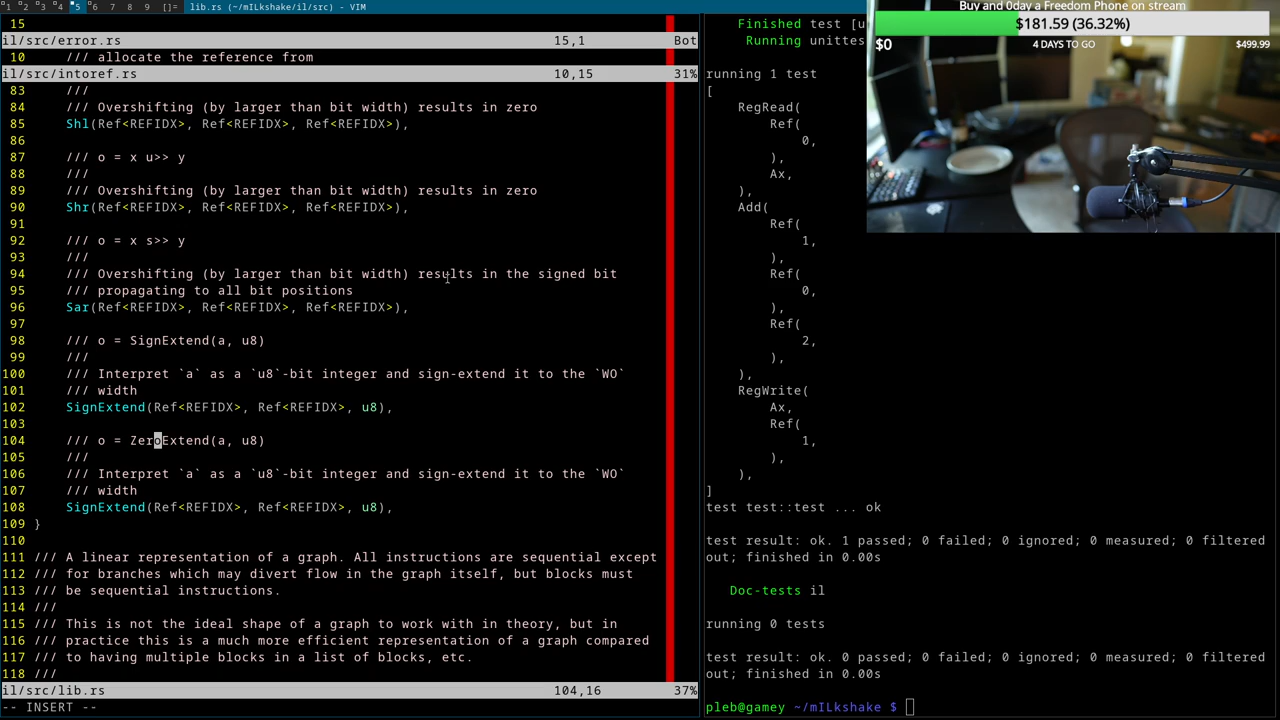 1 2 3 4 5 6 7 8 9 []= lib.rs (~/mILkshake/il/src) - VIM
15
il/src/error.rs 15,1 Bot
10 /// allocate the reference from
il/src/intoref.rs 10,15 31%
83 ///
84 /// Overshifting (by larger than bit width) results in zero
85 Shl(Ref<REFIDX>, Ref<REFIDX>, Ref<REFIDX>),
86
87 /// o = x u>> y
88 ///
89 /// Overshifting (by larger than bit width) results in zero
90 Shr(Ref<REFIDX>, Ref<REFIDX>, Ref<REFIDX>),
91
92 /// o = x s>> y
93 ///
94 /// Overshifting (by larger than bit width) results in the signed bit
95 /// propagating to all bit positions
96 Sar(Ref<REFIDX>, Ref<REFIDX>, Ref<REFIDX>),
97
98 /// o = SignExtend(a, u8)
99 ///
100 /// Interpret `a` as a `u8`-bit integer and sign-extend it to the `WO`
101 /// width
102 SignExtend(Ref<REFIDX>, Ref<REFIDX>, u8),
103
104 /// o = ZeroExtend(a, u8)
105 ///
106 /// Interpret `a` as a `u8`-bit integer and sign-extend it to the `WO`
107 /// width
108 SignExtend(Ref<REFIDX>, Ref<REFIDX>, u8),
109 }
110
111 /// A linear representation of a graph. All instructions are sequential except
112 /// for branches which may divert flow in the graph itself, but blocks must
113 /// be sequential instructions.
114 ///
115 /// This is not the ideal shape of a graph to work with in theory, but in
116 /// practice this is a much more efficient representation of a graph compared
117 /// to having multiple blocks in a list of blocks, etc.
118 ///
il/src/lib.rs 104,16 37%
-- INSERT --
Finished test [u
Running unittes
running 1 test
[
RegRead(
Ref(
0,
),
Ax,
),
Add(
Ref(
1,
),
Ref(
0,
),
Ref(
2,
),
),
RegWrite(
Ax,
Ref(
1,
),
),
]
test test::test ... ok
test result: ok. 1 passed; 0 failed; 0 ignored; 0 measured; 0 filtered
out; finished in 0.00s
Doc-tests il
running 0 tests
test result: ok. 0 passed; 0 failed; 0 ignored; 0 measured; 0 filtered
out; finished in 0.00s
pleb@gamey ~/mILkshake $
Buy and 0day a Freedom Phone on stream
$181.59 (36.32%)
$0 4 DAYS TO GO $499.99